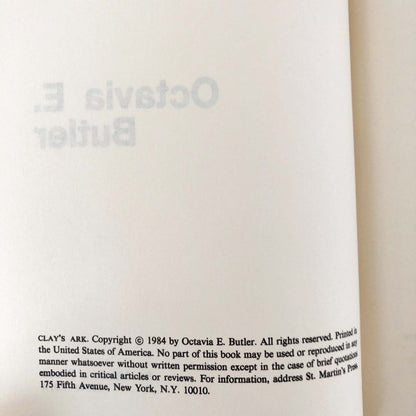 Octavia E.
Butler
CLAY'S ARK. Copyright © 1984 by Octavia E. Butler. All rights reserved. Printed in
the United States of America. No part of this book may be used or reproduced in any
manner whatsoever without written permission except in the case of brief quotations
embodied in critical articles or reviews. For information, address St. Martin's Press,
175 Fifth Avenue, New York, N.Y. 10010.